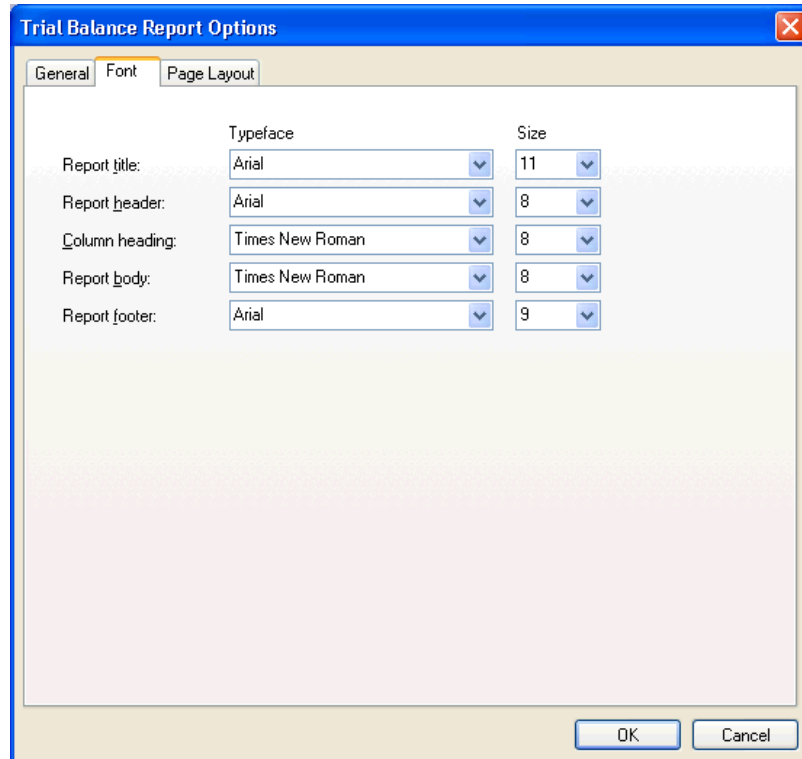 Trial Balance Report Options
General Font Page Layout
Typeface Size
Report title: Arial 11
Report header: Arial 8
Column heading: Times New Roman 8
Report body: Times New Roman 8
Report footer: Arial 9
OK Cancel